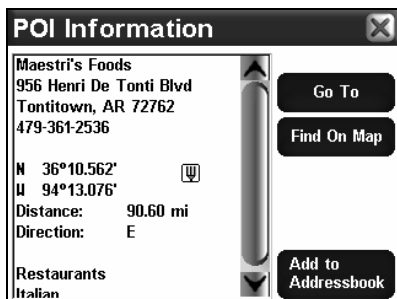 POI Information
Maestri's Foods
956 Henri De Tonti Blvd
Tontitown, AR 72762
479-361-2536
N 36°10.562'
W 94°13.076'
Distance: 90.60 mi
Direction: E
Restaurants
Italian
Go To
Find On Map
Add to
Addressbook